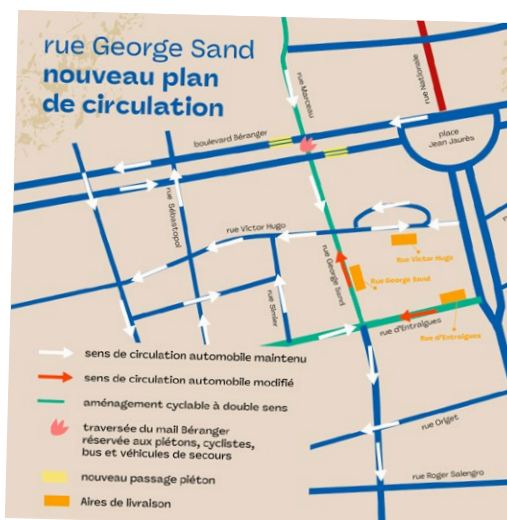 rue George Sand
nouveau plan
de circulation
rue Marceau
rue Nationale
boulevard Béranger
place
Jean Jaurès
rue Sébastopol
rue Victor Hugo
Rue Victor Hugo
rue George Sand
Rue George Sand
rue Simier
rue d'Entraigues
Rue d'Entraigues
sens de circulation automobile maintenu
sens de circulation automobile modifié
aménagement cyclable à double sens
traversée du mail Béranger
réservée aux piétons, cyclistes,
bus et véhicules de secours
nouveau passage piéton
Aires de livraison
rue Origet
rue Roger Salengro